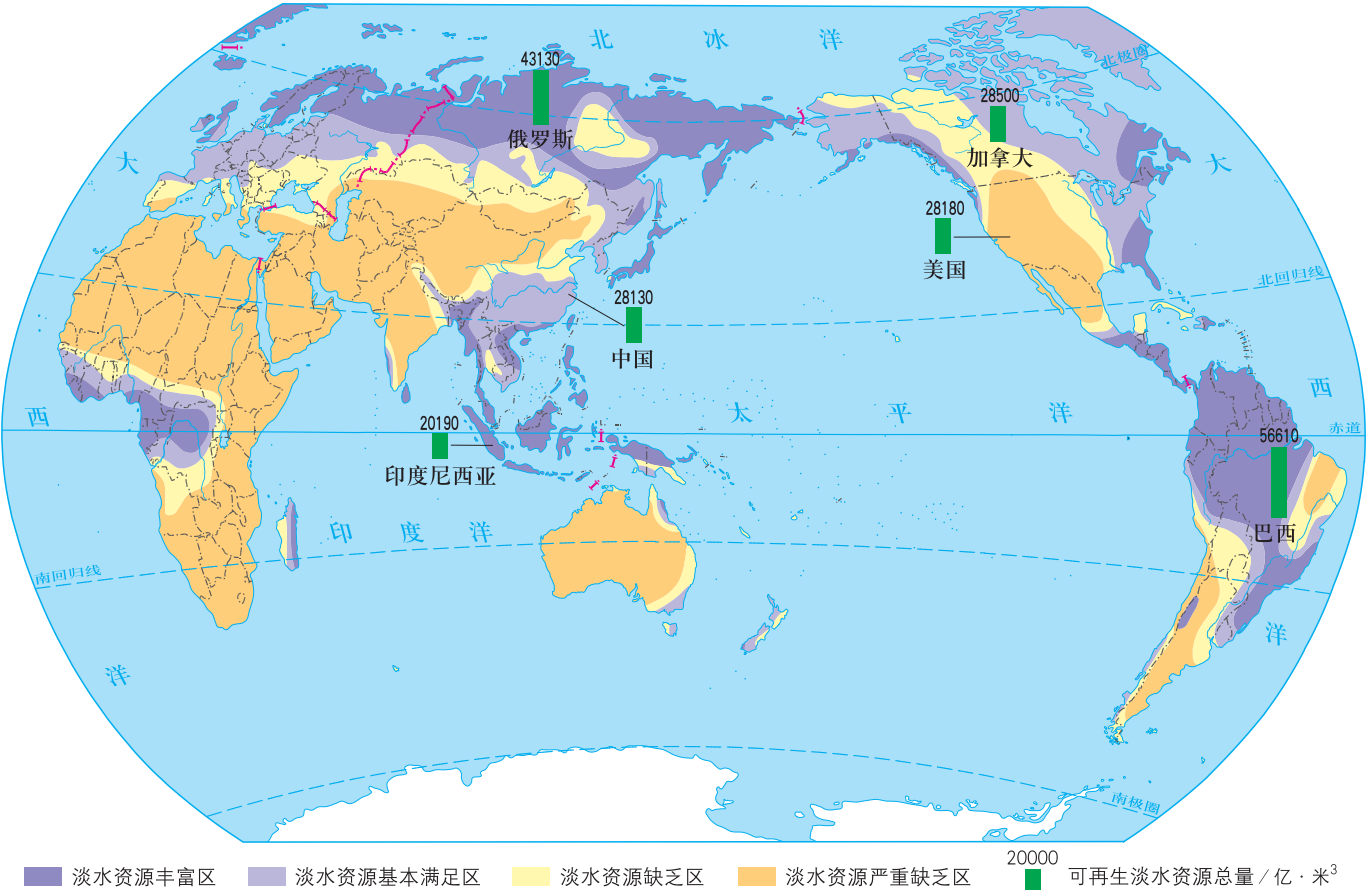 北 冰 洋
北极圈
43130
俄罗斯
28500
加拿大
大
大
28180
美国
北回归线
28130
中国
西
西
太 平 洋
赤道
20190
印度尼西亚
56610
巴西
印 度 洋
南回归线
洋
洋
南极圈
淡水资源丰富区
淡水资源基本满足区
淡水资源缺乏区
淡水资源严重缺乏区
20000
可再生淡水资源总量/亿·米³